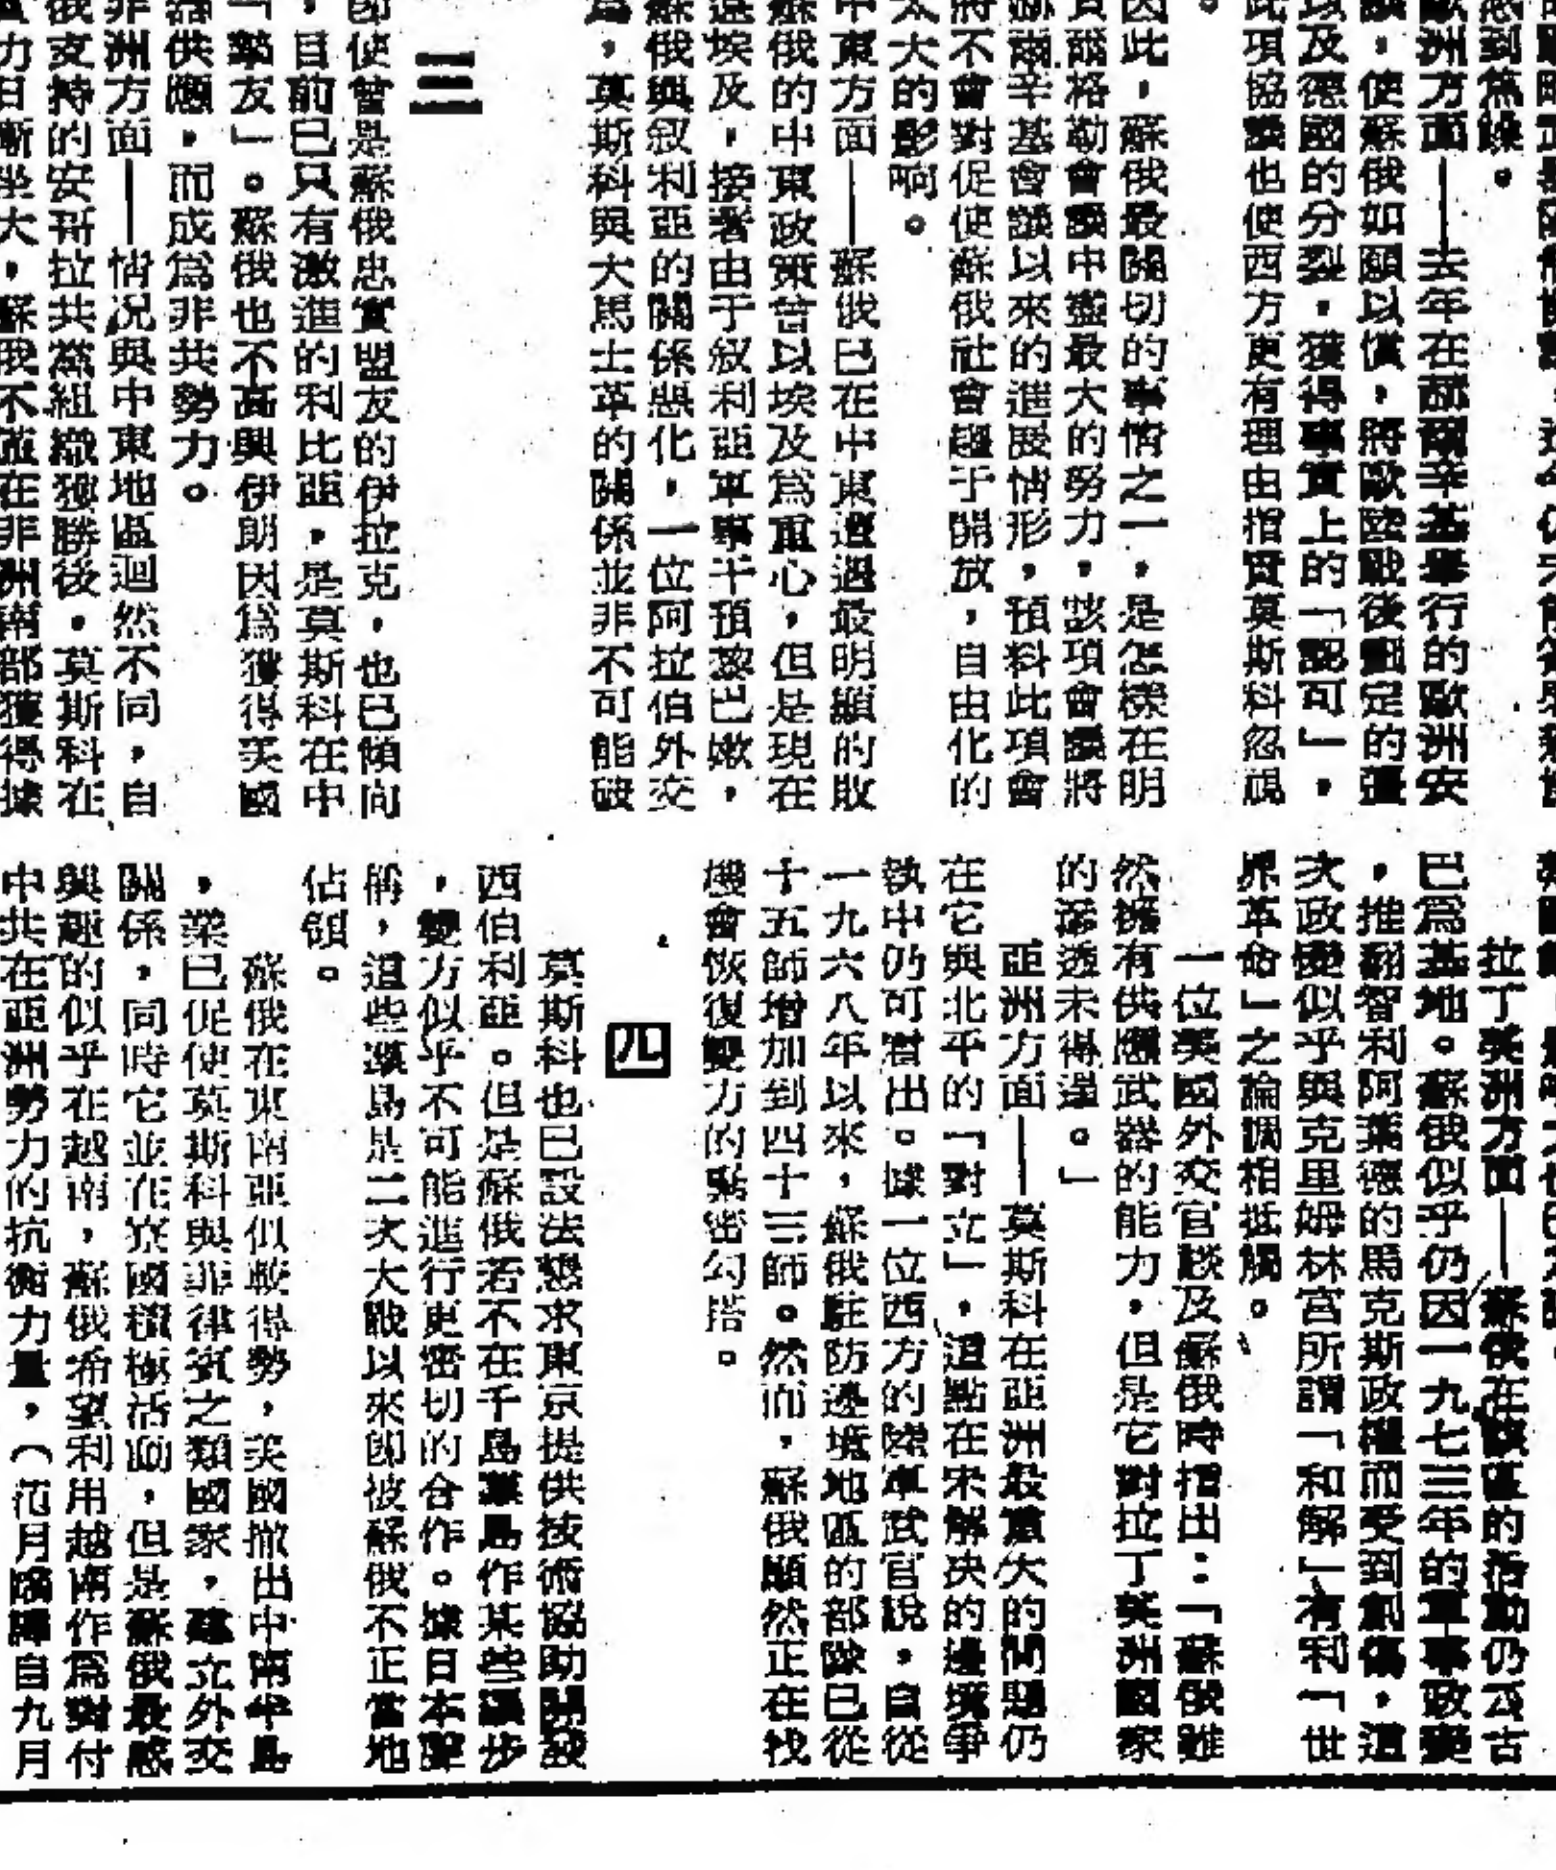 感到爲難。
歐洲方面——去年在赫爾辛基舉行的歐洲安
議,使蘇俄如願以償,將歐陸戰後劃定的疆
以及德國的分裂,獲得事實上的「認可」,
此項協議也使西方更有理由指責莫斯科忽視
。
因此,蘇俄最關切的事情之一,是怎樣在明
貝爾格勒會議中盡最大的努力,該項會議將
赫爾辛基會議以來的進展情形,預料此項會
將不會對促使蘇俄社會趨于開放,自由化的
太大的影响。
中東方面——蘇俄已在中東遭遇最明顯的敗
蘇俄的中東政策曾以埃及爲重心,但是現在
埃及,接著由于叙利亞軍事干預黎巴嫩,
蘇俄與叙利亞的關係惡化,一位阿拉伯外交
爲,莫斯科與大馬士革的關係並非不可能破
三
即使曾是蘇俄忠實盟友的伊拉克,也已傾向
,目前已只有激進的利比亞,是莫斯科在中
「摯友」。蘇俄也不高興伊朗因爲獲得美國
器供應,而成爲非共勢力。
非洲方面——情况與中東地區迴然不同,自
俄支持的安哥拉共黨組織獲勝後,莫斯科在
力日漸坐大,蘇俄不僅在非洲南部獲得據
拉丁美洲方面——蘇俄在該區的活動仍以古
巴爲基地。蘇俄似乎仍因一九七三年的軍事政變
,推翻智利阿葉德的馬克斯政權而受到創傷,這
次政變似乎與克里姆林宮所謂「和解」有利「世
界革命」之論調相抵觸。
一位美國外交官談及蘇俄時指出:「蘇俄雖
然擁有供應武器的能力,但是它對拉丁美洲國家
的滲透未得逞。」
亞洲方面——莫斯科在亞洲最重大的問題仍
在它與北平的「對立」,這點在未解决的邊境爭
執中仍可看出。據一位西方的陸軍武官說,自從
一九六八年以來,蘇俄駐防邊境地區的部隊已從
十五師增加到四十三師。然而,蘇俄顯然正在找
機會恢復雙方的緊密勾搭。
四
莫斯科也已設法懇求東京提供技術協助開發
西伯利亞。但是蘇俄若不在千島羣島作某些讓步
,雙方似乎不可能進行更密切的合作。據日本聲
稱,這些羣島是二次大戰以來即被蘇俄不正當地
佔領。
蘇俄在東南亞似較得勢,美國撤出中南半島
,業已促使莫斯科與菲律賓之類國家,建立外交
關係,同時它並在寮國積極活動,但是蘇俄最感
興趣的似乎在越南,蘇俄希望利用越南作爲對付
中共在亞洲勢力的抗衡力量,(范月 譯自九月